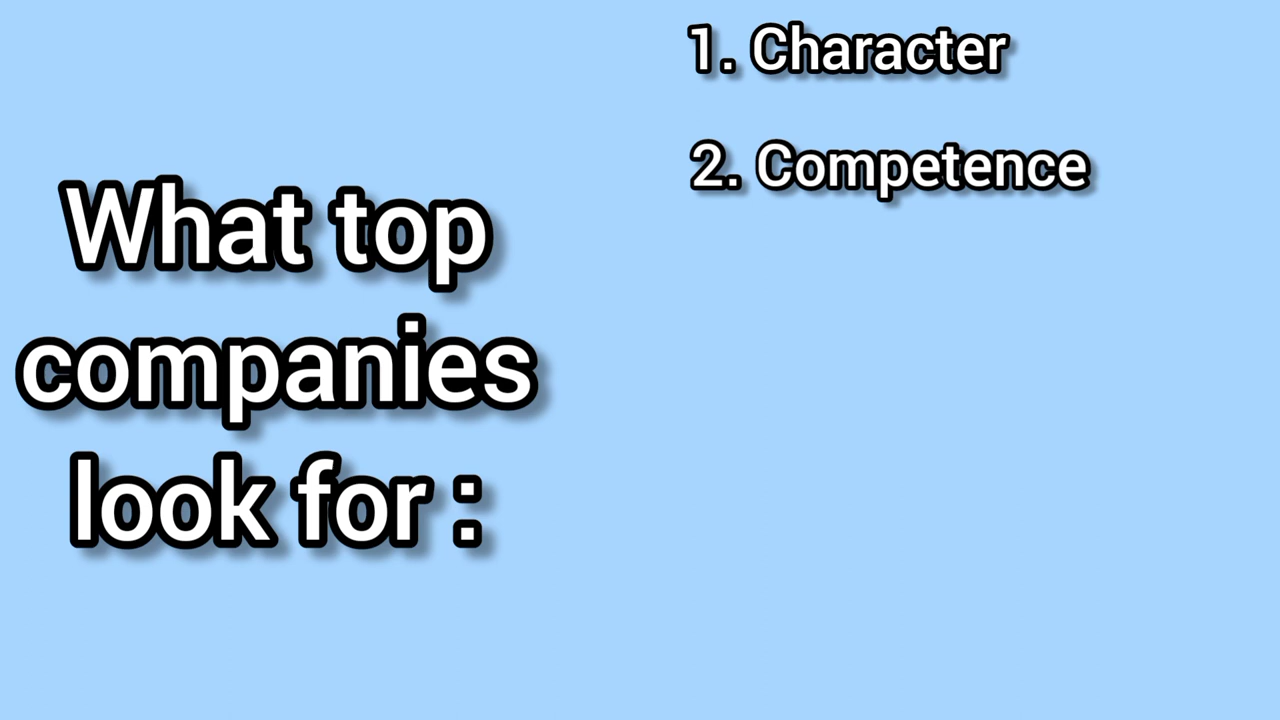 What top
companies
look for :
1. Character
2. Competence